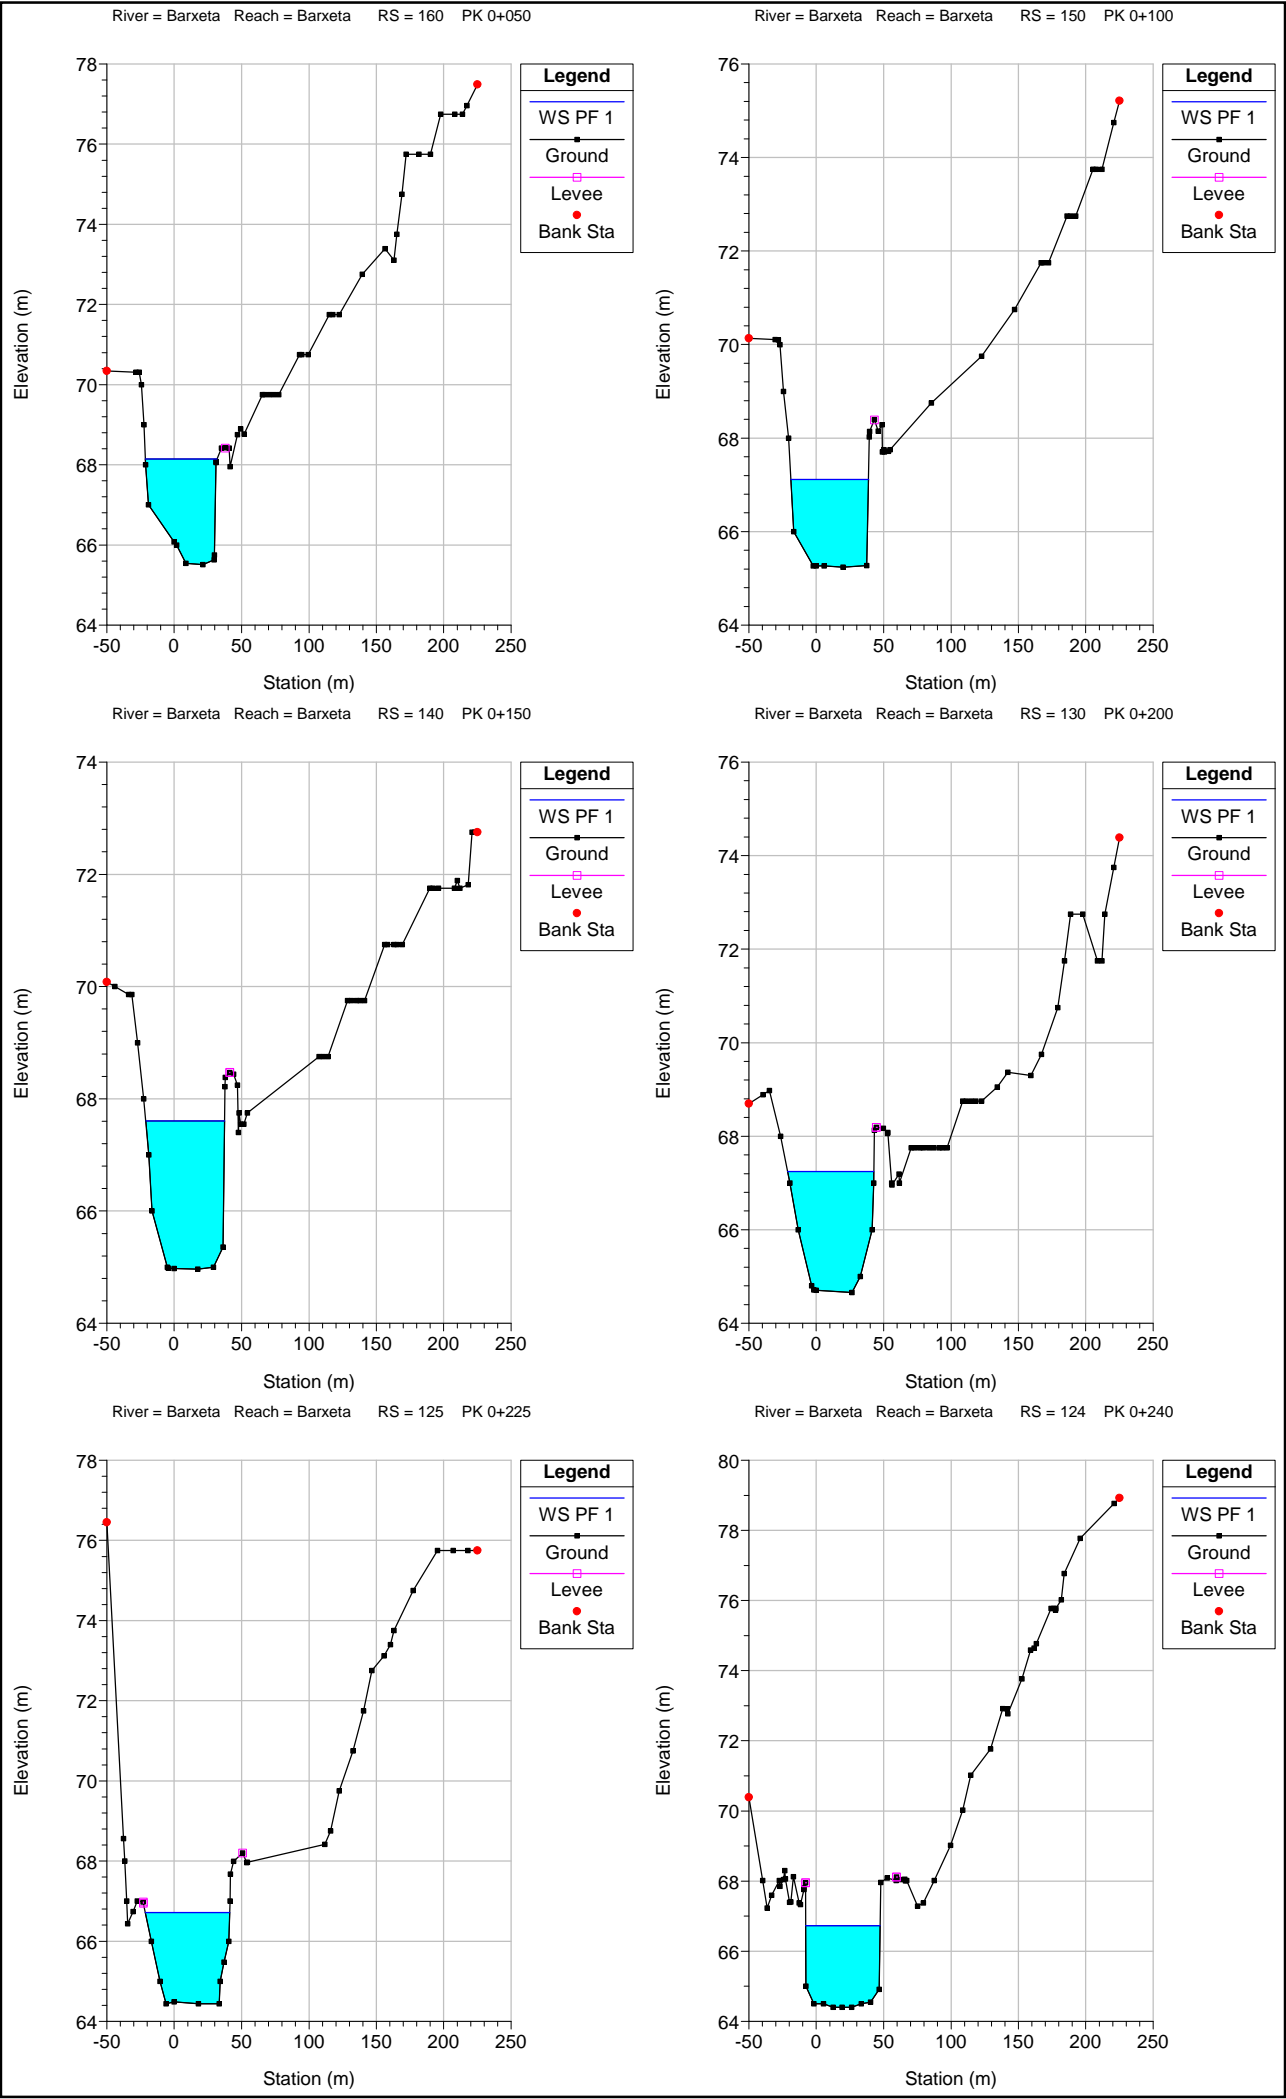 River = Barxeta Reach = Barxeta RS = 160 PK 0+050
78
76
74
72
70
68
66
64
-50 0 50 100 150 200 250
Elevation (m)
Station (m)
Legend
WS PF 1
Ground
Levee
Bank Sta
River = Barxeta Reach = Barxeta RS = 150 PK 0+100
76
74
72
70
68
66
64
-50 0 50 100 150 200 250
Elevation (m)
Station (m)
Legend
WS PF 1
Ground
Levee
Bank Sta
River = Barxeta Reach = Barxeta RS = 140 PK 0+150
74
72
70
68
66
64
-50 0 50 100 150 200 250
Elevation (m)
Station (m)
Legend
WS PF 1
Ground
Levee
Bank Sta
River = Barxeta Reach = Barxeta RS = 130 PK 0+200
76
74
72
70
68
66
64
-50 0 50 100 150 200 250
Elevation (m)
Station (m)
Legend
WS PF 1
Ground
Levee
Bank Sta
River = Barxeta Reach = Barxeta RS = 125 PK 0+225
78
76
74
72
70
68
66
64
-50 0 50 100 150 200 250
Elevation (m)
Station (m)
Legend
WS PF 1
Ground
Levee
Bank Sta
River = Barxeta Reach = Barxeta RS = 124 PK 0+240
80
78
76
74
72
70
68
66
64
-50 0 50 100 150 200 250
Elevation (m)
Station (m)
Legend
WS PF 1
Ground
Levee
Bank Sta